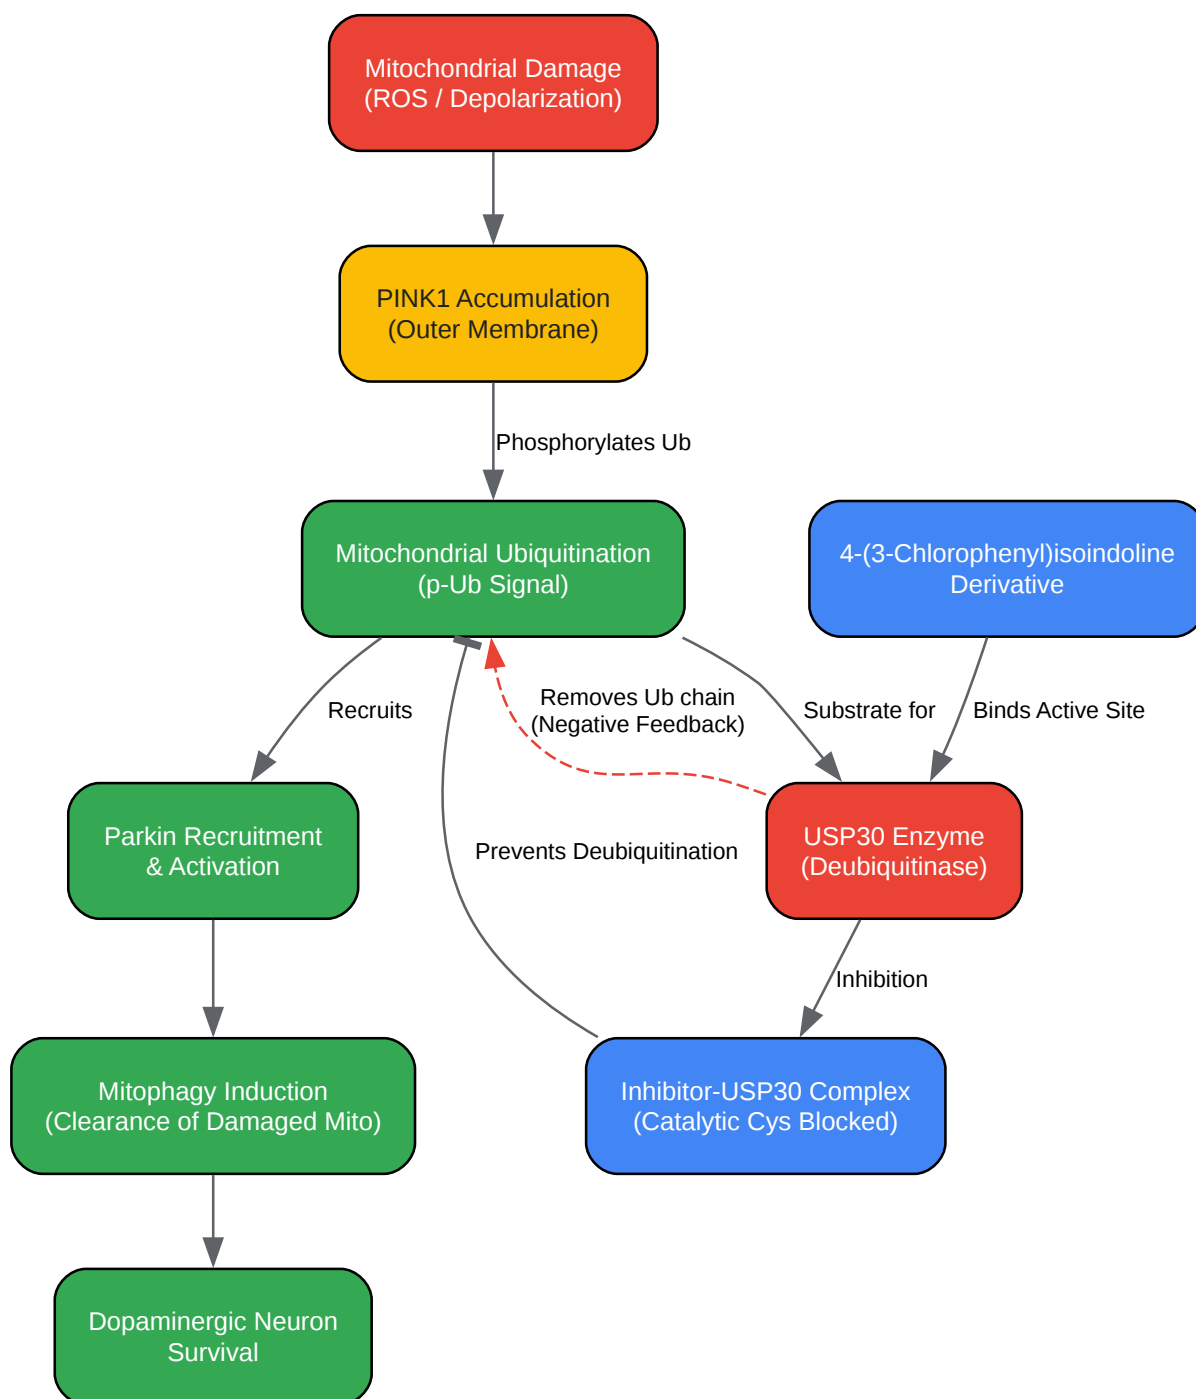 Mitochondrial Damage
(ROS / Depolarization)
PINK1 Accumulation
(Outer Membrane)
Phosphorylates Ub
Mitochondrial Ubiquitination
(p-Ub Signal)
4-(3-Chlorophenyl)isoindoline
Derivative
Recruits
Removes Ub chain
(Negative Feedback)
Substrate for
Binds Active Site
Parkin Recruitment
& Activation
Prevents Deubiquitination
USP30 Enzyme
(Deubiquitinase)
Inhibition
Mitophagy Induction
(Clearance of Damaged Mito)
Inhibitor-USP30 Complex
(Catalytic Cys Blocked)
Dopaminergic Neuron
Survival